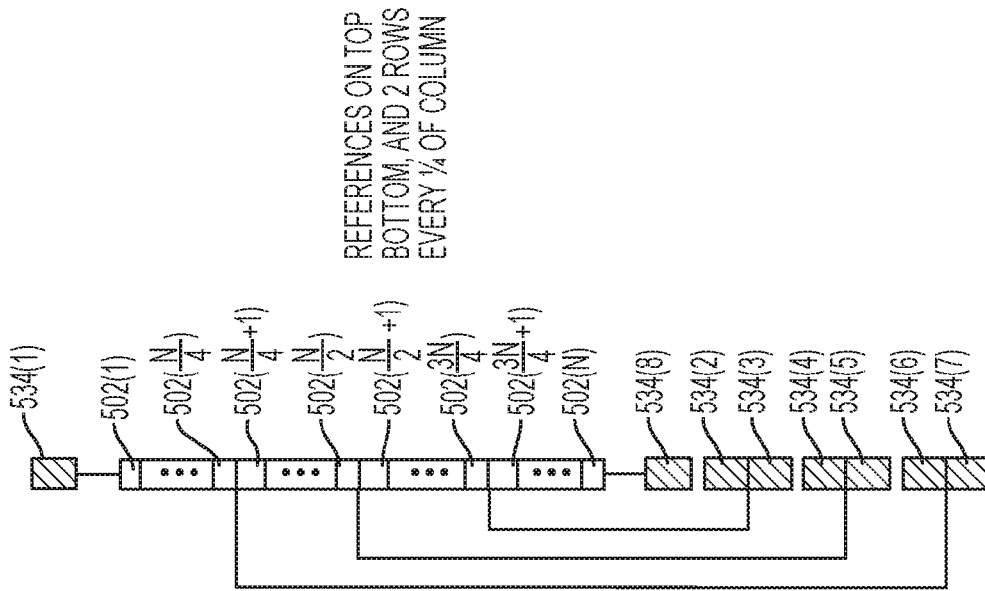 REFERENCES ON TOP
BOTTOM, AND 2 ROWS
EVERY ¼ OF COLUMN
534(1)
502(1)
502(N/4)
502(N/4+1)
502(N/2)
502(N/2+1)
502(3N/4)
502(3N/4+1)
502(N)
534(8)
534(2)
534(3)
534(4)
534(5)
534(6)
534(7)